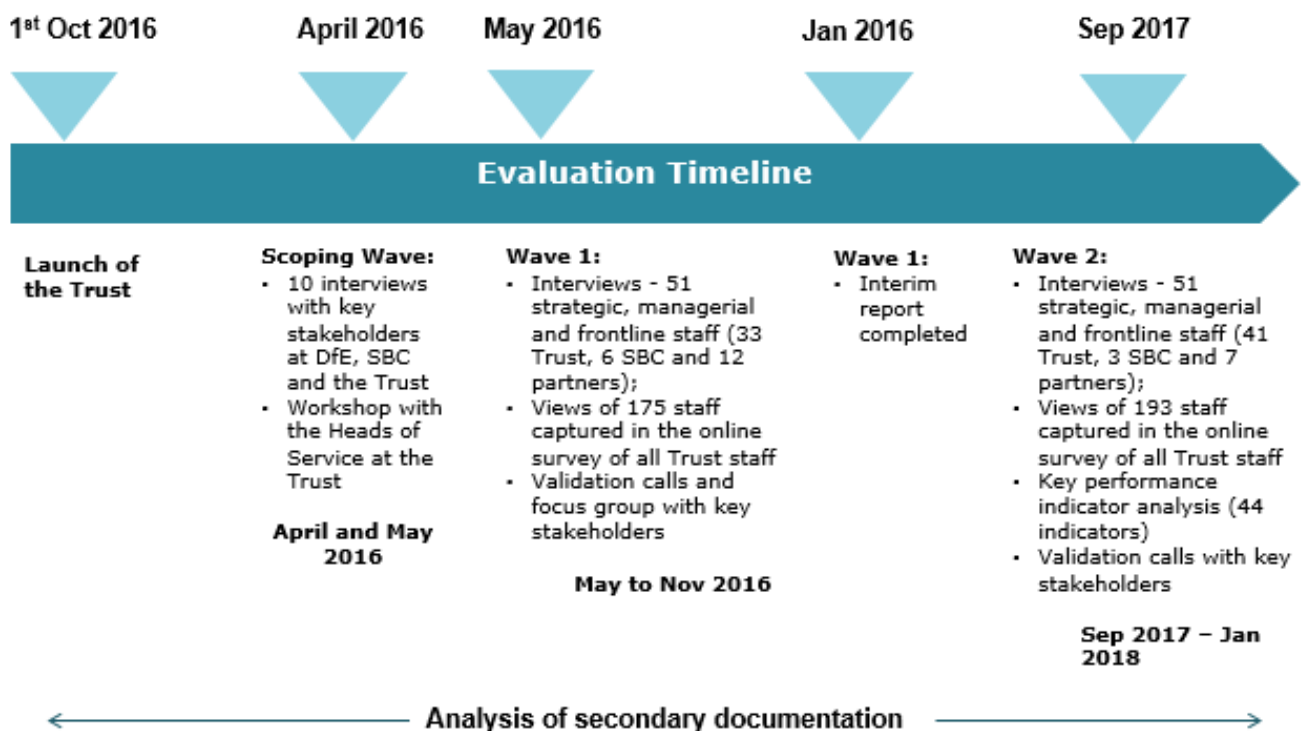 1st Oct 2016
April 2016
May 2016
Jan 2016
Sep 2017
Evaluation Timeline
Launch of
the Trust
Scoping Wave:
▪ 10 interviews
with key
stakeholders
at DfE, SBC
and the Trust
▪ Workshop with
the Heads of
Service at the
Trust
April and May
2016
Wave 1:
▪ Interviews - 51
strategic, managerial
and frontline staff (33
Trust, 6 SBC and 12
partners);
▪ Views of 175 staff
captured in the online
survey of all Trust staff
▪ Validation calls and
focus group with key
stakeholders
May to Nov 2016
Wave 1:
▪ Interim
report
completed
Wave 2:
▪ Interviews - 51
strategic, managerial
and frontline staff (41
Trust, 3 SBC and 7
partners);
▪ Views of 193 staff
captured in the online
survey of all Trust staff
▪ Key performance
indicator analysis (44
indicators)
▪ Validation calls with key
stakeholders
Sep 2017 – Jan
2018
Analysis of secondary documentation